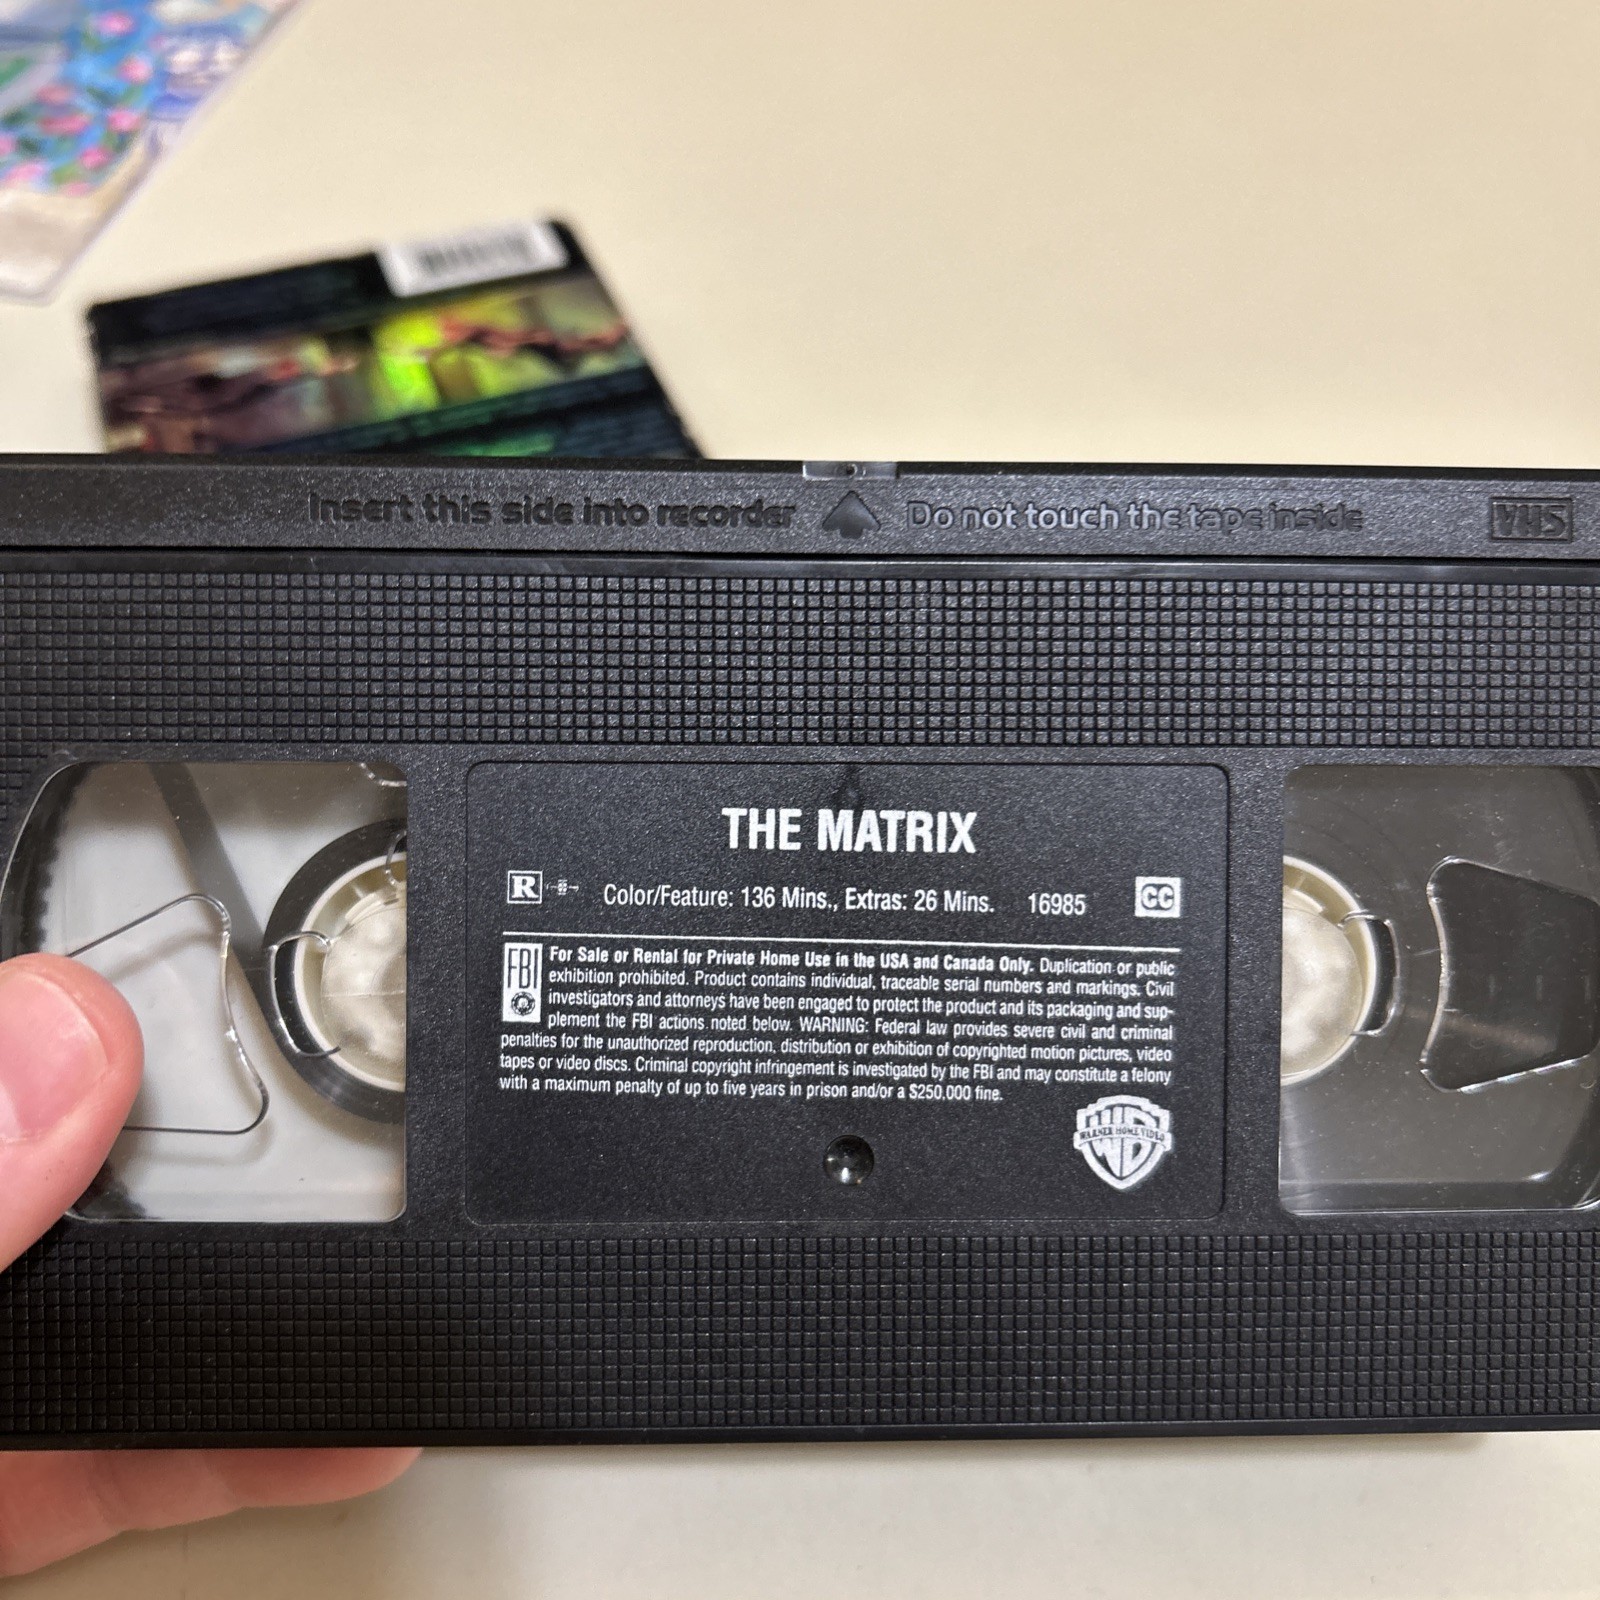 Insert this side into recorder Do not touch the tape inside VHS
THE MATRIX
R Color/Feature: 136 Mins., Extras: 26 Mins. 16985 CC
FBI For Sale or Rental for Private Home Use in the USA and Canada Only. Duplication or public
exhibition prohibited. Product contains individual, traceable serial numbers and markings. Civil
investigators and attorneys have been engaged to protect the product and its packaging and sup-
plement the FBI actions noted below. WARNING: Federal law provides severe civil and criminal
penalties for the unauthorized reproduction, distribution or exhibition of copyrighted motion pictures, video
tapes or video discs. Criminal copyright infringement is investigated by the FBI and may constitute a felony
with a maximum penalty of up to five years in prison and/or a $250,000 fine.
WARNER HOME VIDEO
WB